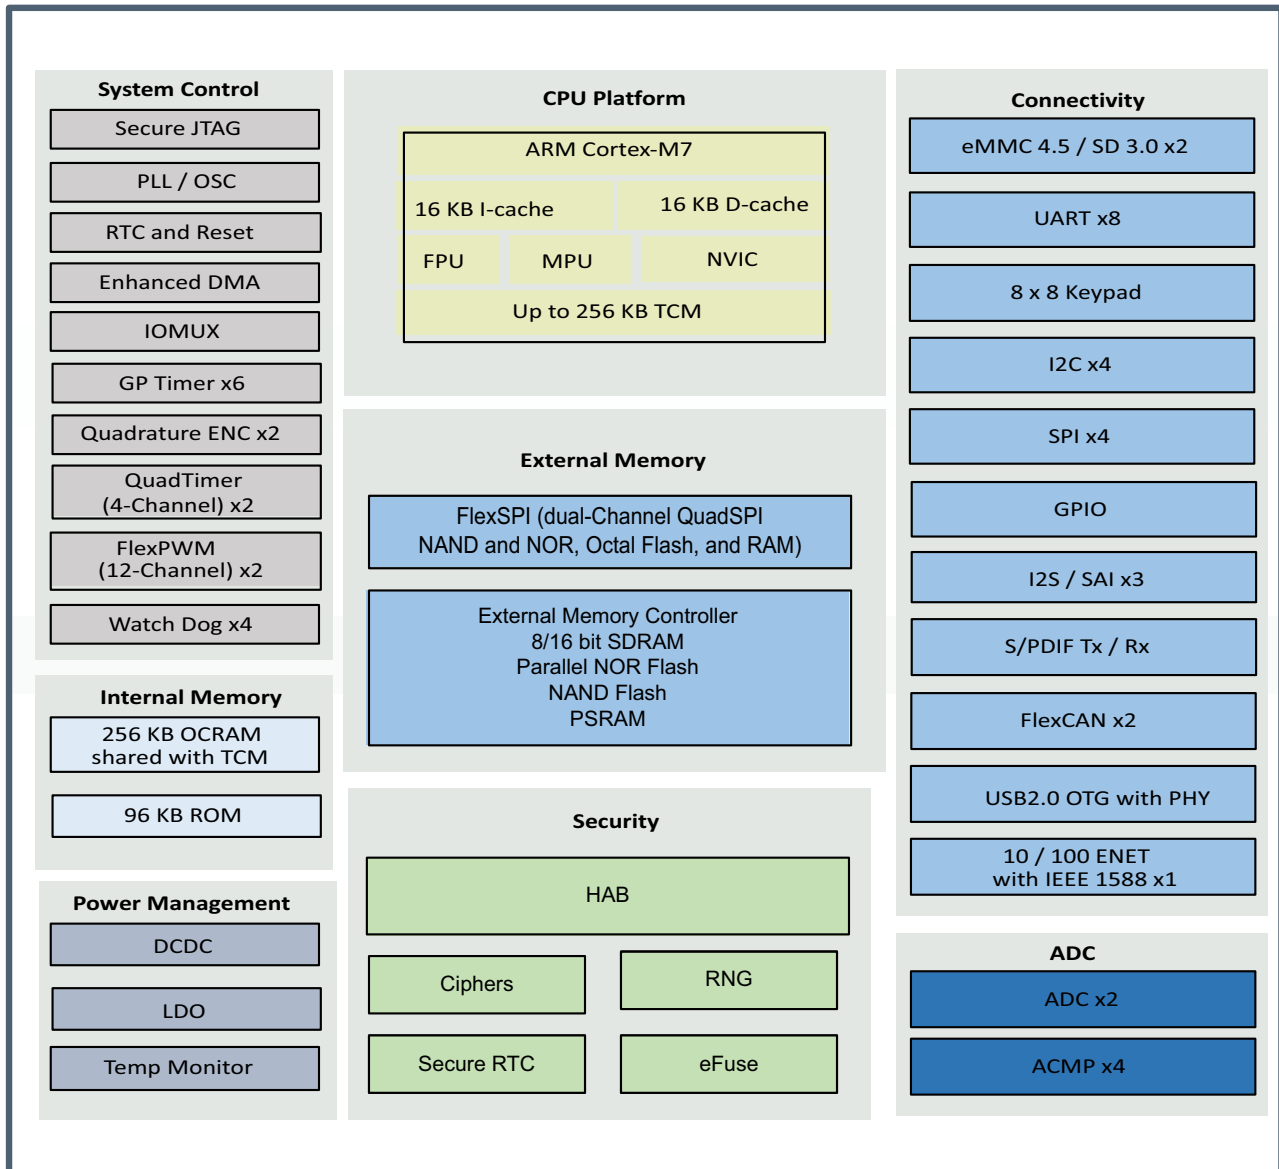 System Control
Secure JTAG
PLL / OSC
RTC and Reset
Enhanced DMA
IOMUX
GP Timer x6
Quadrature ENC x2
QuadTimer
(4-Channel) x2
FlexPWM
(12-Channel) x2
Watch Dog x4
Internal Memory
256 KB OCRAM
shared with TCM
96 KB ROM
Power Management
DCDC
LDO
Temp Monitor
CPU Platform
ARM Cortex-M7
16 KB I-cache
16 KB D-cache
FPU
MPU
NVIC
Up to 256 KB TCM
External Memory
FlexSPI (dual-Channel QuadSPI
NAND and NOR, Octal Flash, and RAM)
External Memory Controller
8/16 bit SDRAM
Parallel NOR Flash
NAND Flash
PSRAM
Security
HAB
Ciphers
RNG
Secure RTC
eFuse
Connectivity
eMMC 4.5 / SD 3.0 x2
UART x8
8 x 8 Keypad
I2C x4
SPI x4
GPIO
I2S / SAI x3
S/PDIF Tx / Rx
FlexCAN x2
USB2.0 OTG with PHY
10 / 100 ENET
with IEEE 1588 x1
ADC
ADC x2
ACMP x4